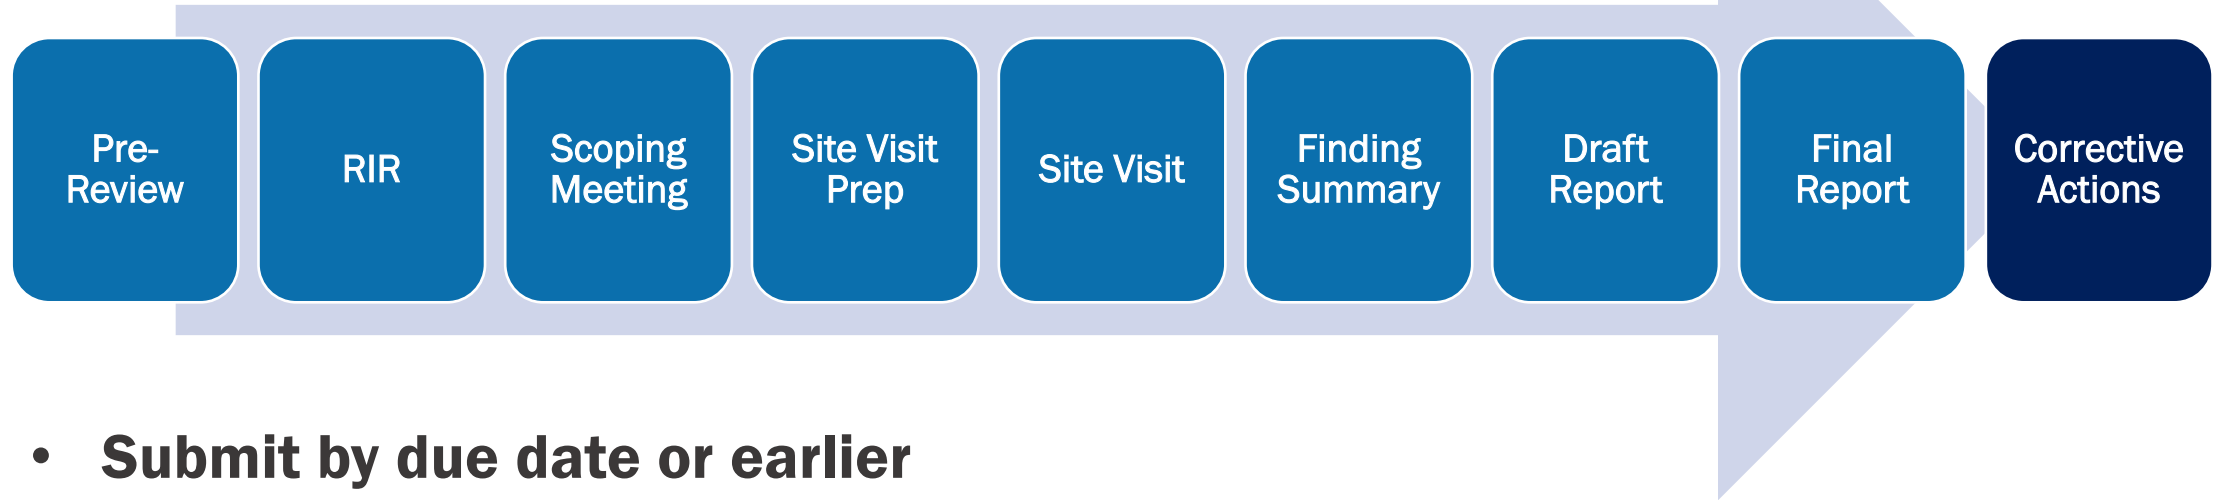 Pre-
Review
RIR
Scoping
Meeting
Site Visit
Prep
Site Visit
Finding
Summary
Draft
Report
Final
Report
Corrective
Actions
• Submit by due date or earlier